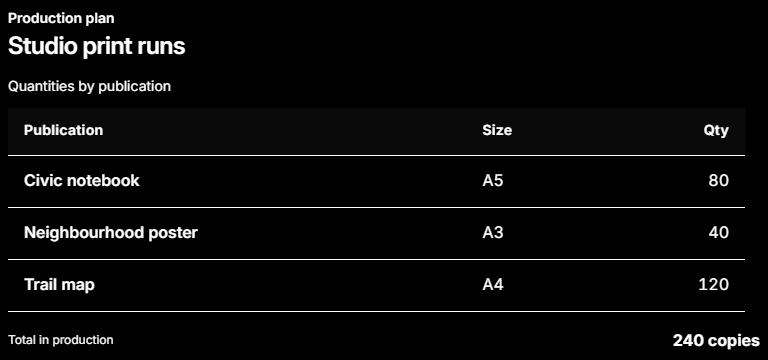 Production plan
Studio print runs
Quantities by publication
Publication Size Qty
Civic notebook A5 80
Neighbourhood poster A3 40
Trail map A4 120
Total in production 240 copies